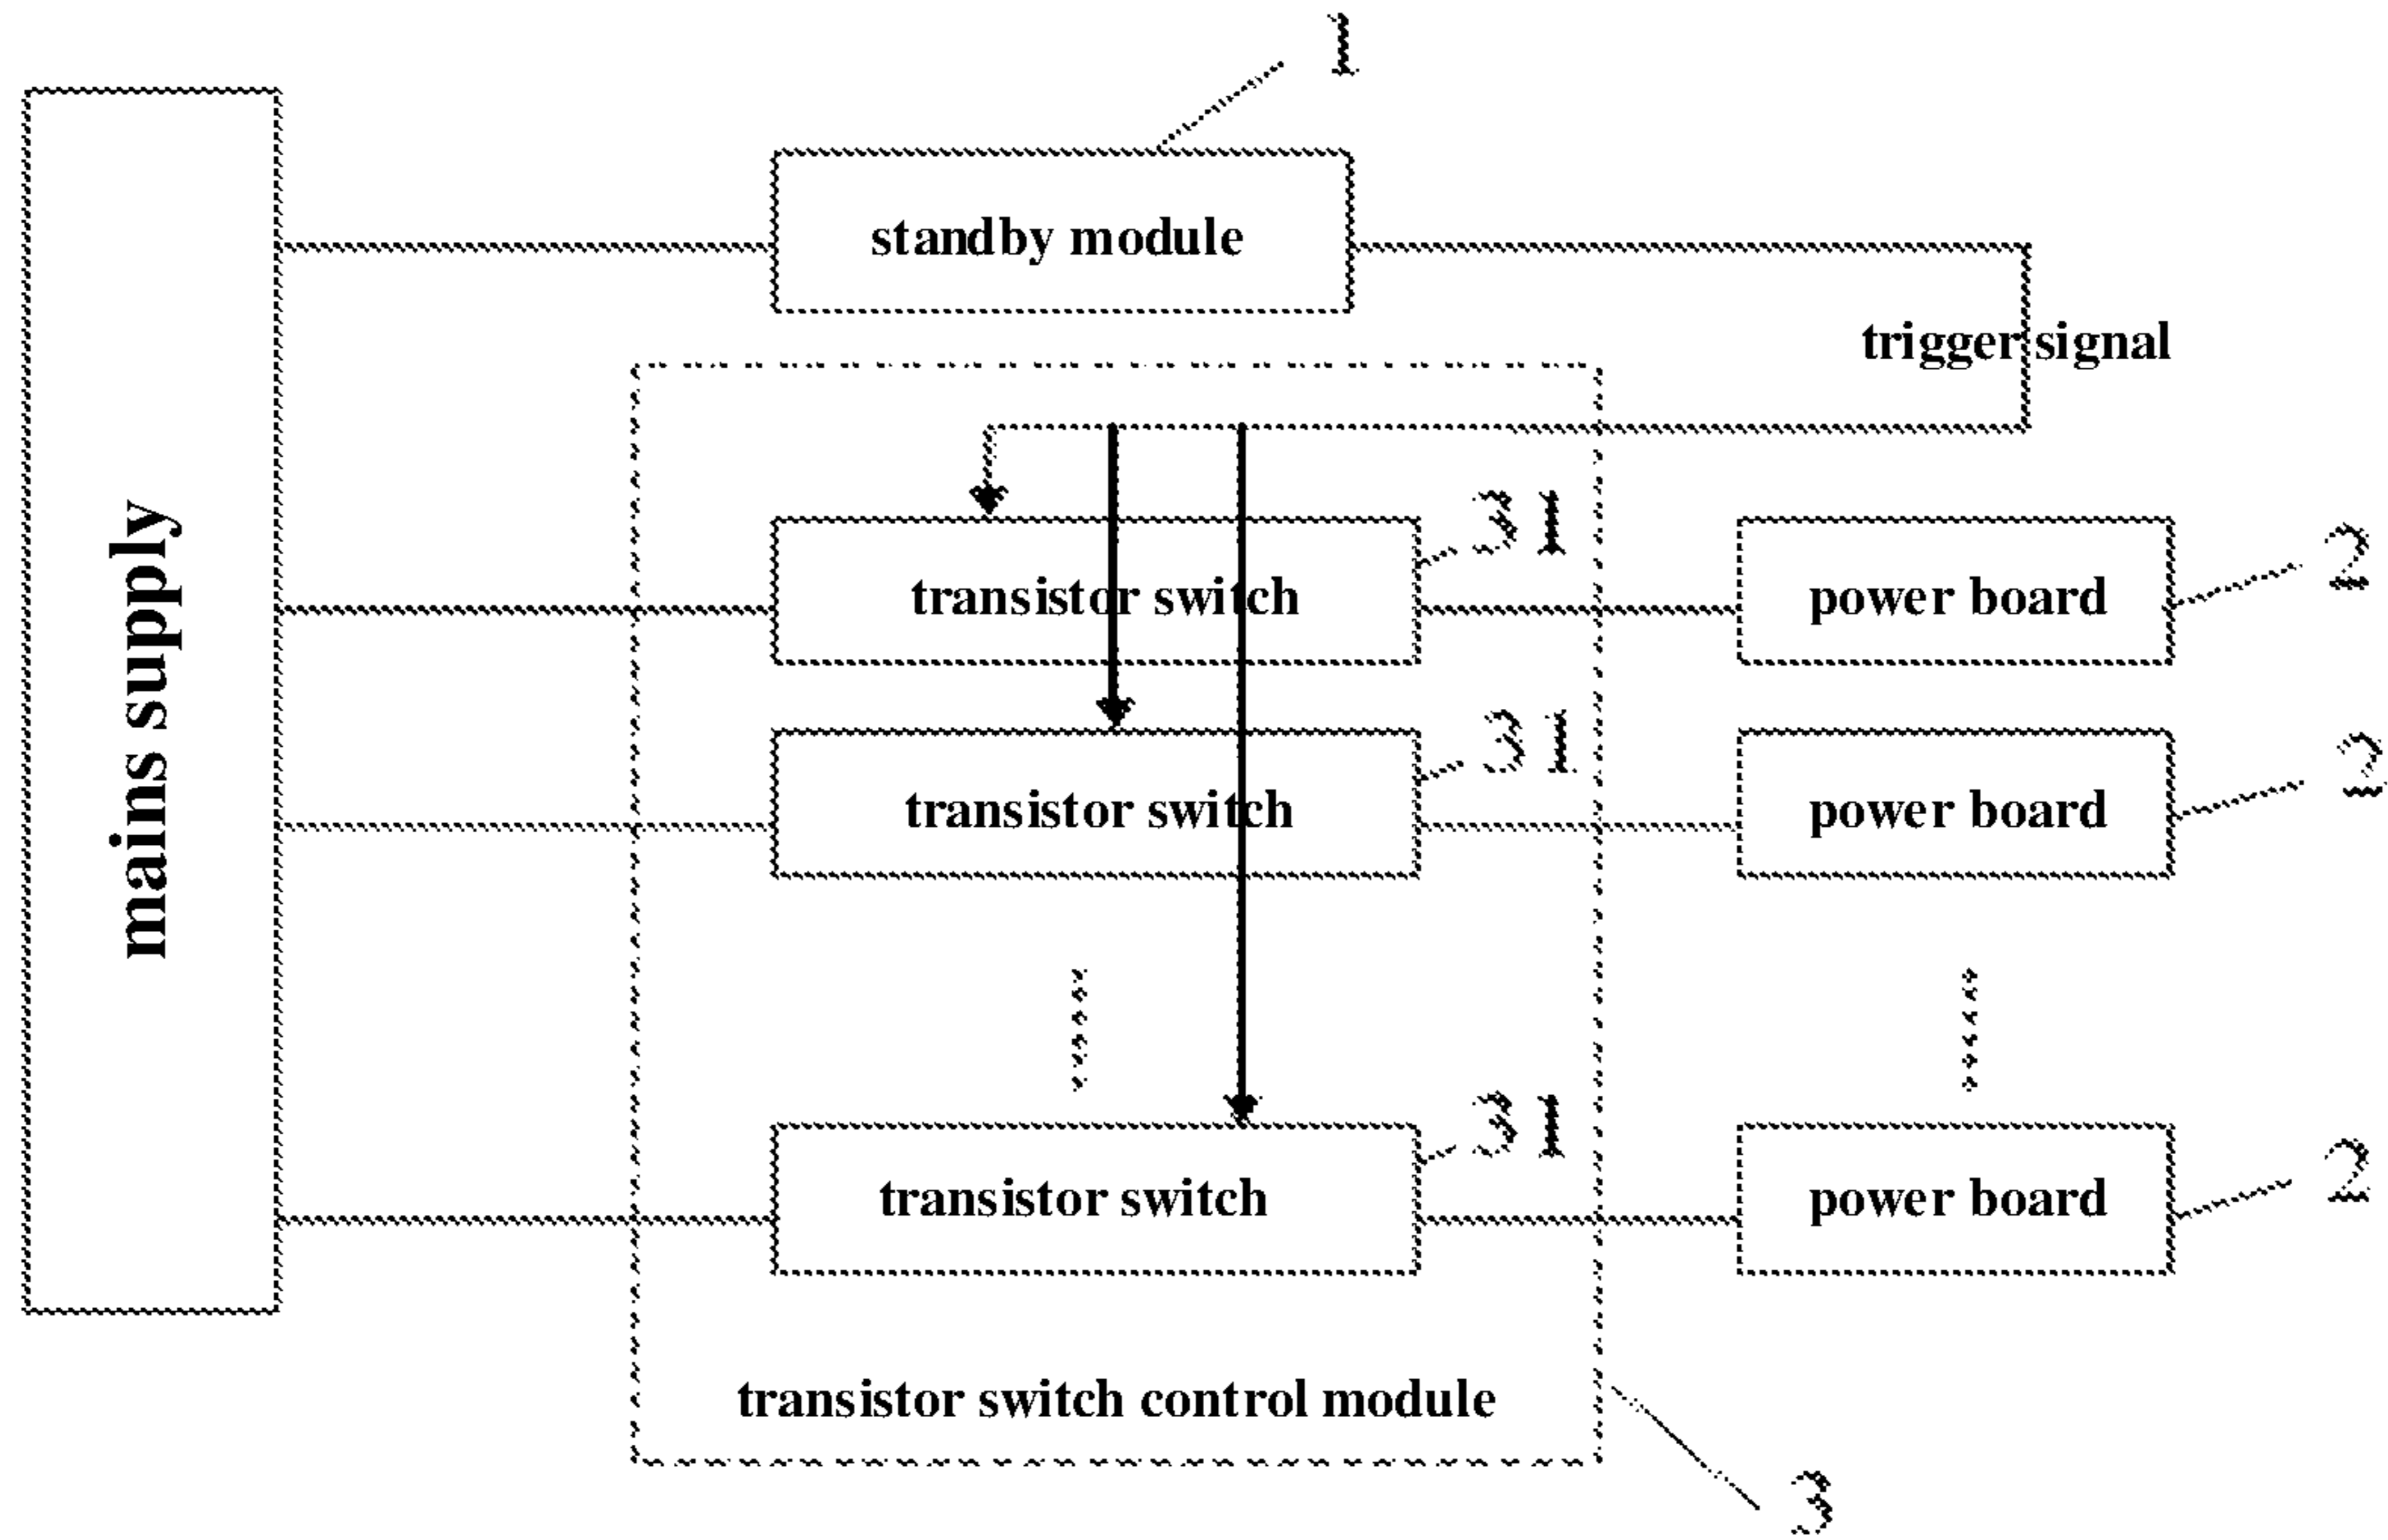 1
standby module
trigger signal
mains supply
31
transistor switch
power board
2
31
transistor switch
power board
2
31
transistor switch
power board
2
transistor switch control module
3